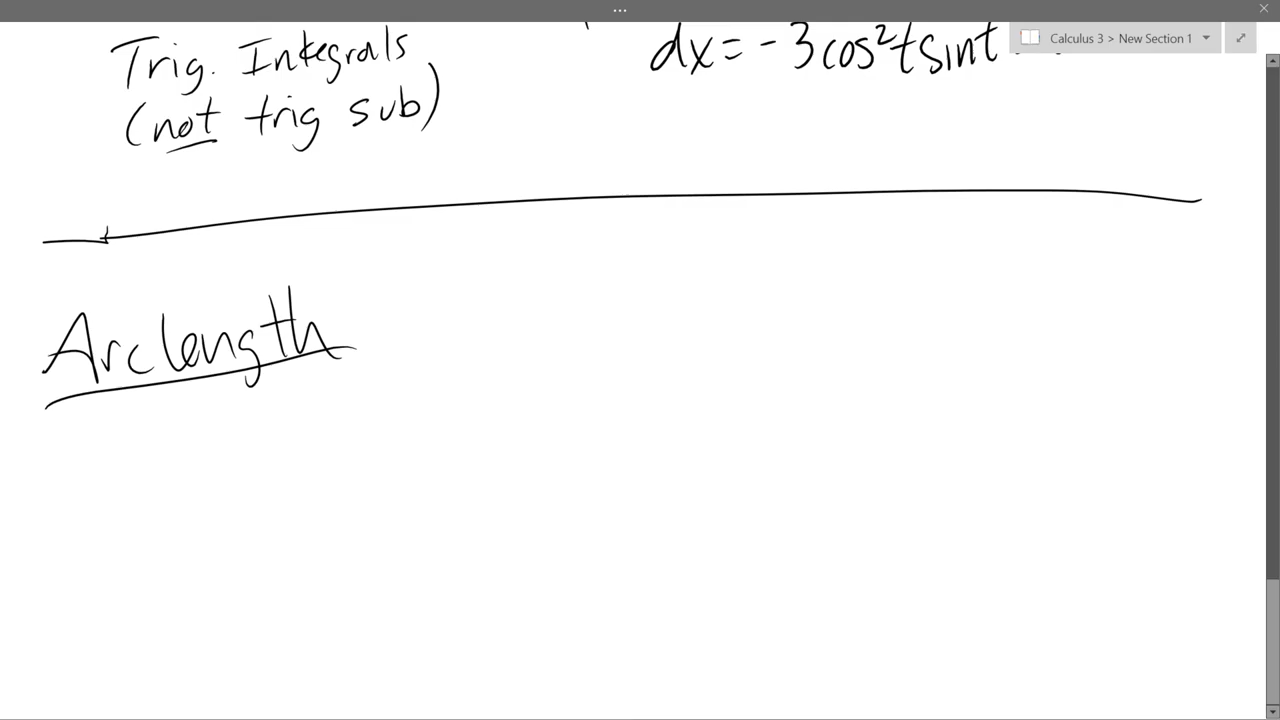 Calculus 3 > New Section 1
Trig. Integrals
(not trig sub)
dx = -3cos²t sint
Arclength